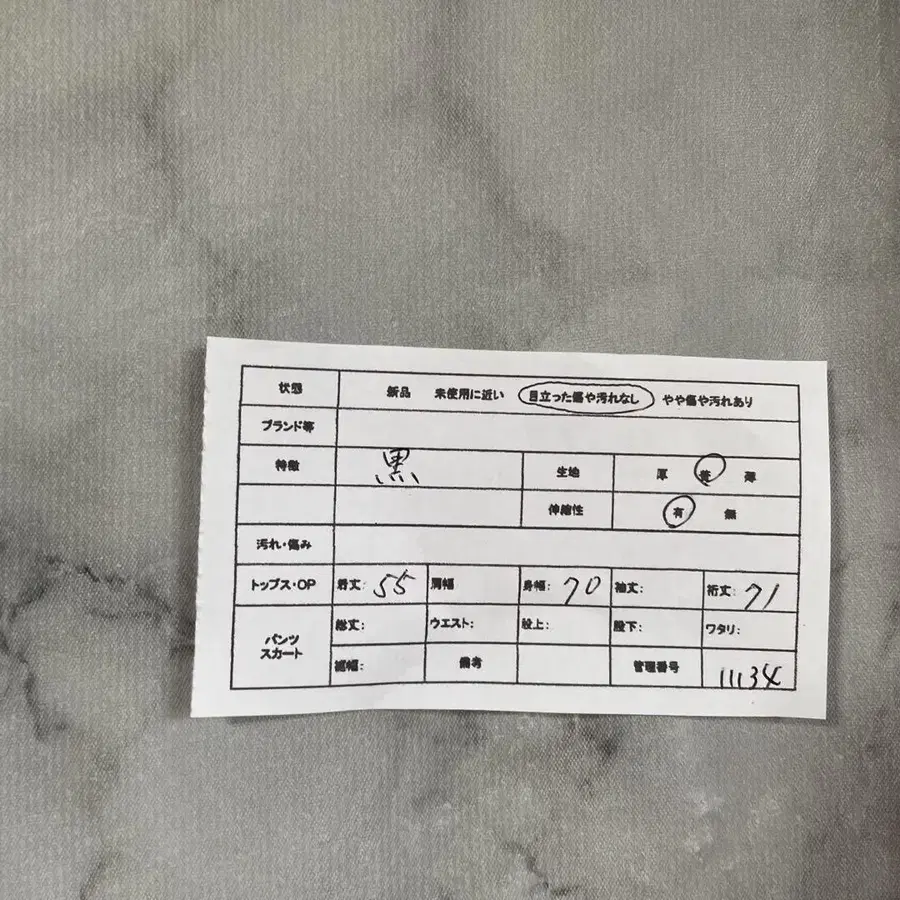 状態 新品 未使用に近い 目立った傷や汚れなし やや傷や汚れあり
ブランド等
特徴 黒 生地 厚 普 薄
伸縮性 有 無
汚れ・傷み
トップス・OP 着丈: 55 肩幅 身幅: 70 袖丈: 裄丈: 71
パンツ スカート 総丈: ウエスト: 股上: 股下: ワタリ:
裾幅: 備考 管理番号 11134